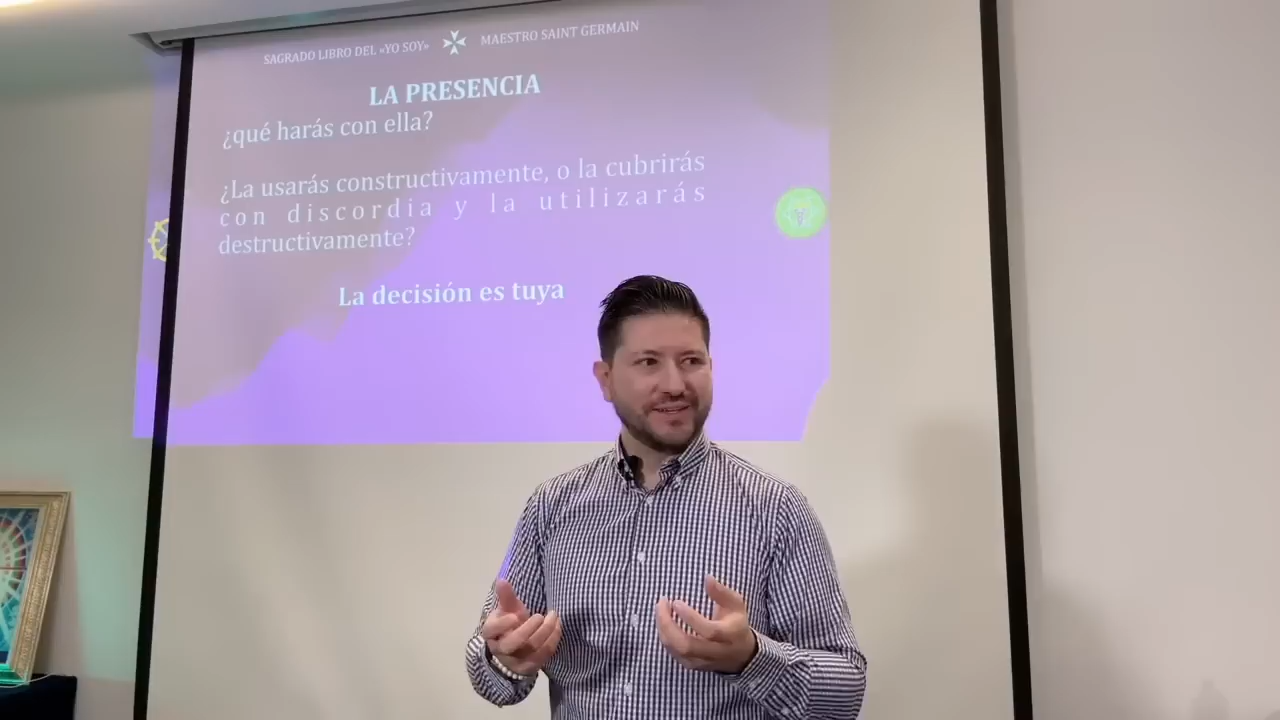 SAGRADO LIBRO DEL «YO SOY» MAESTRO SAINT GERMAIN
LA PRESENCIA
¿qué harás con ella?
¿La usarás constructivamente, o la cubrirás
con discordia y la utilizarás
destructivamente?
La decisión es tuya